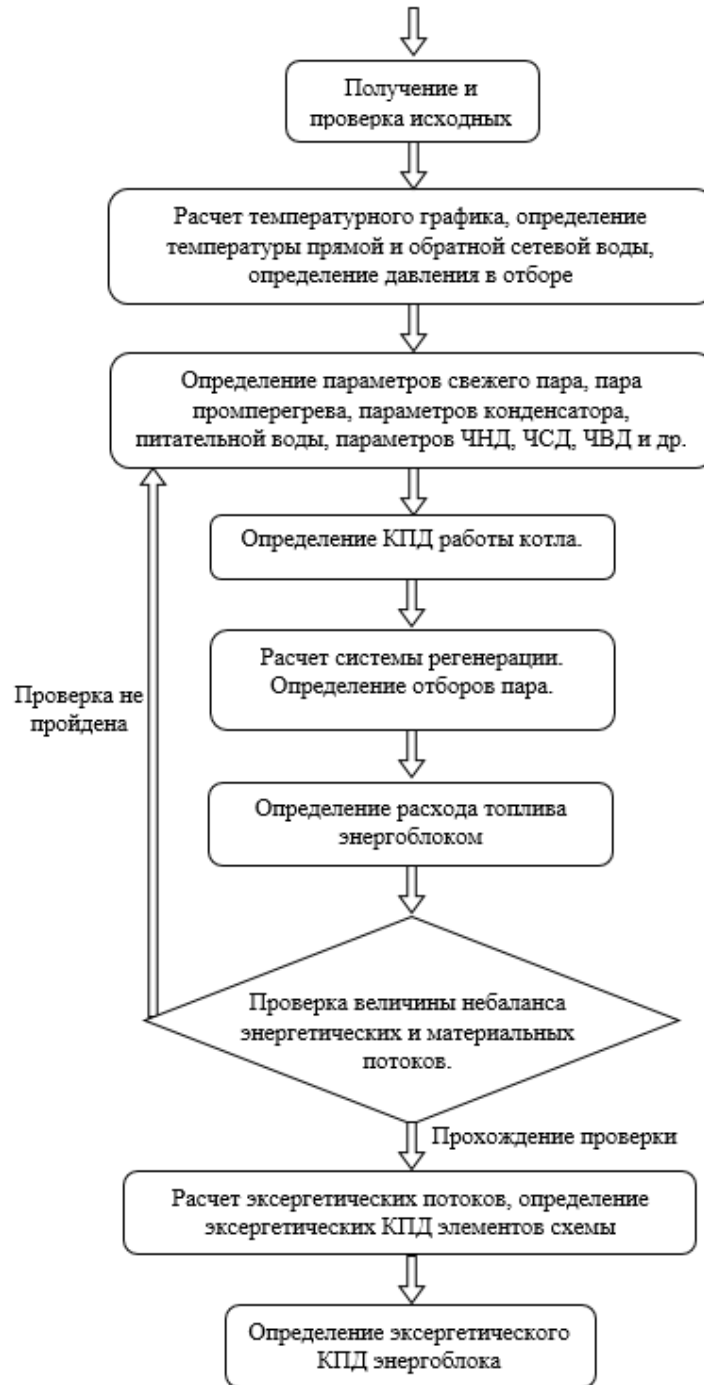 Получение и
проверка исходных
Расчет температурного графика, определение
температуры прямой и обратной сетевой воды,
определение давления в отборе
Определение параметров свежего пара, пара
промперегрева, параметров конденсатора,
питательной воды, параметров ЧНД, ЧСД, ЧВД и др.
Определение КПД работы котла.
Расчет системы регенерации.
Определение отборов пара.
Проверка не
пройдена
Определение расхода топлива
энергоблоком
Проверка величины небаланса
энергетических и материальных
потоков.
Прохождение проверки
Расчет эксергетических потоков, определение
эксергетических КПД элементов схемы
Определение эксергетического
КПД энергоблока